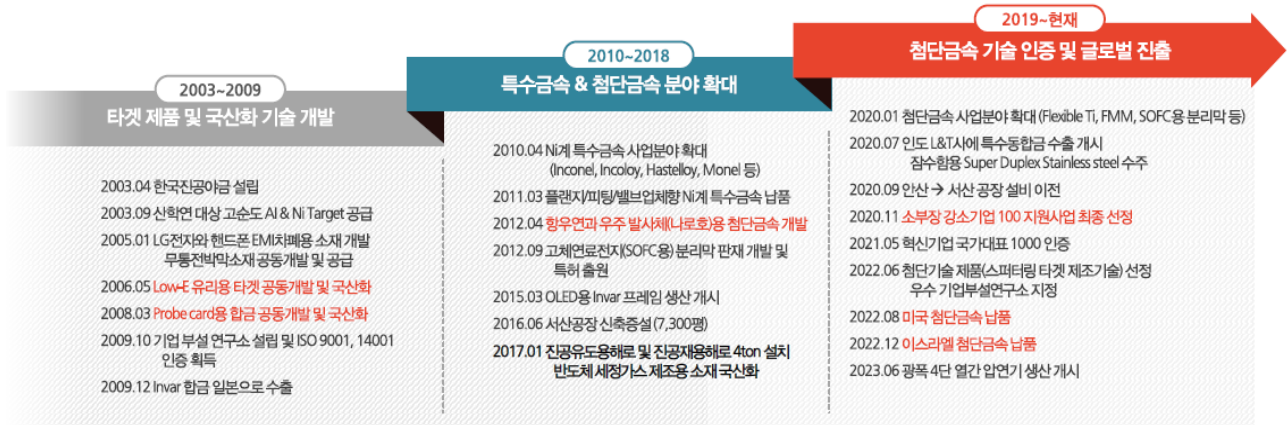 2003~2009
타겟 제품 및 국산화 기술 개발
2003.04 한국진공야금 설립
2003.09 산학연 대상 고순도 Al & Ni Target 공급
2005.01 LG전자와 핸드폰 EMI차폐용 소재 개발
무통전박막소재 공동개발 및 공급
2006.05 Low-E 유리용 타겟 공동개발 및 국산화
2008.03 Probe card용 합금 공동개발 및 국산화
2009.10 기업 부설 연구소 설립 및 ISO 9001, 14001
인증 획득
2009.12 Invar 합금 일본으로 수출
2010~2018
특수금속 & 첨단금속 분야 확대
2010.04 Ni계 특수금속 사업분야 확대
(Inconel, Incoloy, Hastelloy, Monel 등)
2011.03 플랜지/피팅/밸브업체향 Ni계 특수금속 납품
2012.04 항우연과 우주 발사체(나로호)용 첨단금속 개발
2012.09 고체연료전지(SOFC용) 분리막 판재 개발 및
특허 출원
2015.03 OLED용 Invar 프레임 생산 개시
2016.06 서산공장 신축증설 (7,300평)
2017.01 진공유도용해로 및 진공재용해로 4ton 설치
반도체 세정가스 제조용 소재 국산화
2019~현재
첨단금속 기술 인증 및 글로벌 진출
2020.01 첨단금속 사업분야 확대 (Flexible Ti, FMM, SOFC용 분리막 등)
2020.07 인도 L&T사에 특수동합금 수출 개시
잠수함용 Super Duplex Stainless steel 수주
2020.09 안산 → 서산 공장 설비 이전
2020.11 소부장 강소기업 100 지원사업 최종 선정
2021.05 혁신기업 국가대표 1000 인증
2022.06 첨단기술 제품(스퍼터링 타겟 제조기술) 선정
우수 기업부설연구소 지정
2022.08 미국 첨단금속 납품
2022.12 이스라엘 첨단금속 납품
2023.06 광폭 4단 열간 압연기 생산 개시